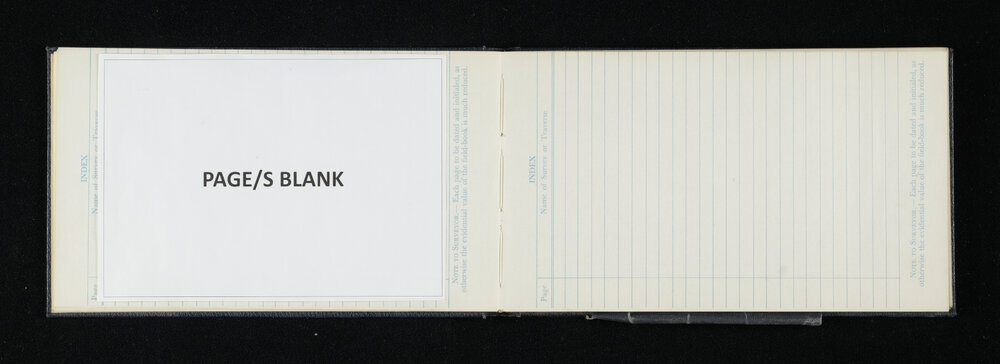 INDEX
Name of Survey or Traverse
Page
PAGE/S BLANK
NOTE TO SURVEYOR.—Each page to be dated and initialed, as
otherwise the evidential value of the field-book is much reduced.
INDEX
Name of Survey or Traverse
Page
NOTE TO SURVEYOR.—Each page to be dated and initialed, as
otherwise the evidential value of the field-book is much reduced.